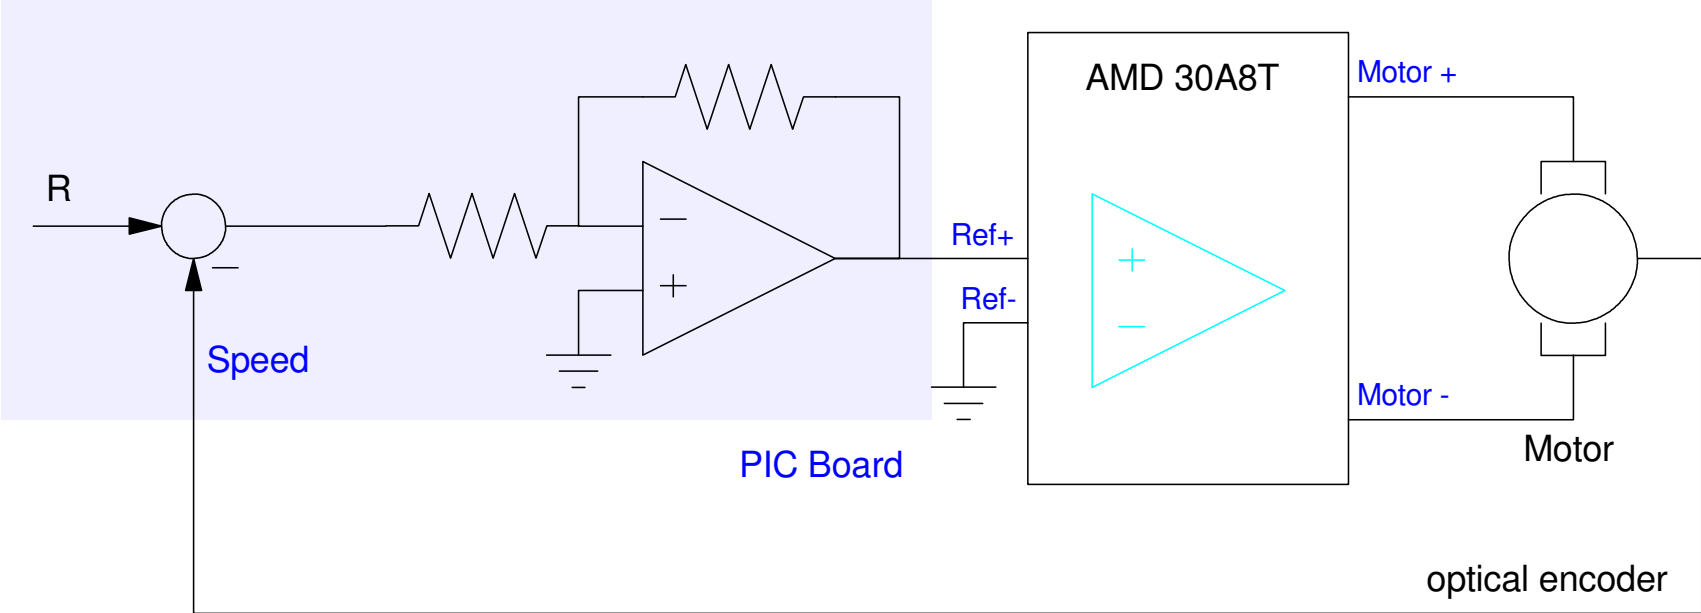 AMD 30A8T
Motor +
R
−
+
Ref+
Ref-
+
−
−
Speed
Motor -
Motor
PIC Board
optical encoder